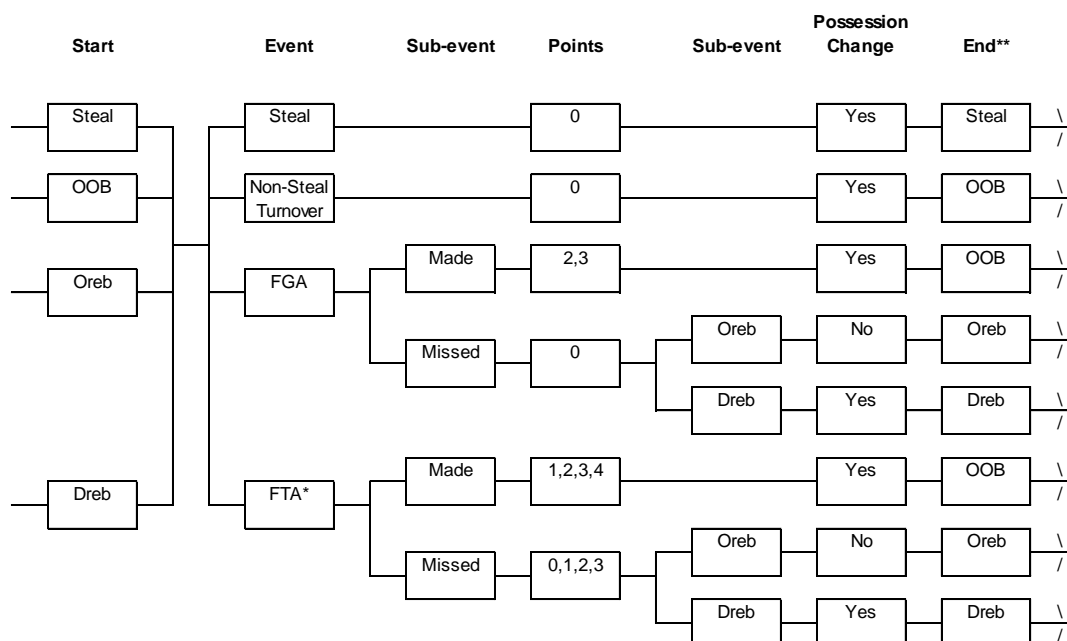 Possession
Start Event Sub-event Points Sub-event Change End**
Steal Steal 0 Yes Steal \
/
OOB Non-Steal 0 Yes OOB \
Turnover /
Made 2,3 Yes OOB \
/
Oreb FGA
Oreb No Oreb \
Missed 0 /
Dreb Yes Dreb \
/
Made 1,2,3,4 Yes OOB \
Dreb FTA* /
Oreb No Oreb \
Missed 0,1,2,3 /
Dreb Yes Dreb \
/